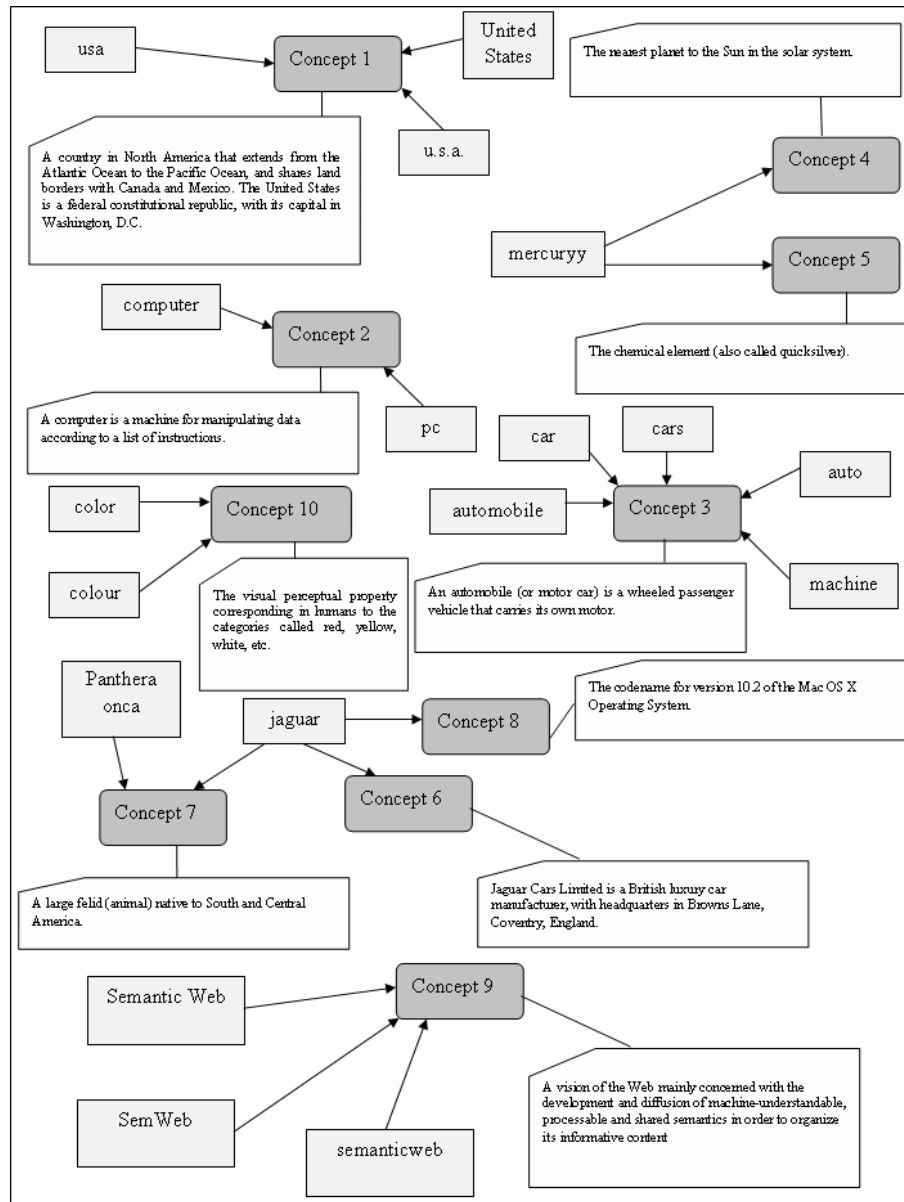 usa
Concept 1
United
States
The nearest planet to the Sun in the solar system.
u.s.a.
A country in North America that extends from the
Atlantic Ocean to the Pacific Ocean, and shares land
borders with Canada and Mexico. The United States
is a federal constitutional republic, with its capital in
Washington, D.C.
Concept 4
mercuryy
Concept 5
computer
Concept 2
The chemical element (also called quicksilver).
A computer is a machine for manipulating data
according to a list of instructions.
pc
car
cars
auto
color
Concept 10
automobile
Concept 3
colour
machine
The visual perceptual property
corresponding in humans to the
categories called red, yellow,
white, etc.
An automobile (or motor car) is a wheeled passenger
vehicle that carries its own motor.
Panthera
onca
jaguar
Concept 8
The codename for version 10.2 of the Mac OS X
Operating System.
Concept 7
Concept 6
A large felid (animal) native to South and Central
America.
Jaguar Cars Limited is a British luxury car
manufacturer, with headquarters in Browns Lane,
Coventry, England.
Semantic Web
Concept 9
SemWeb
semanticweb
A vision of the Web mainly concerned with the
development and diffusion of machine-understandable,
processable and shared semantics in order to organize
its informative content